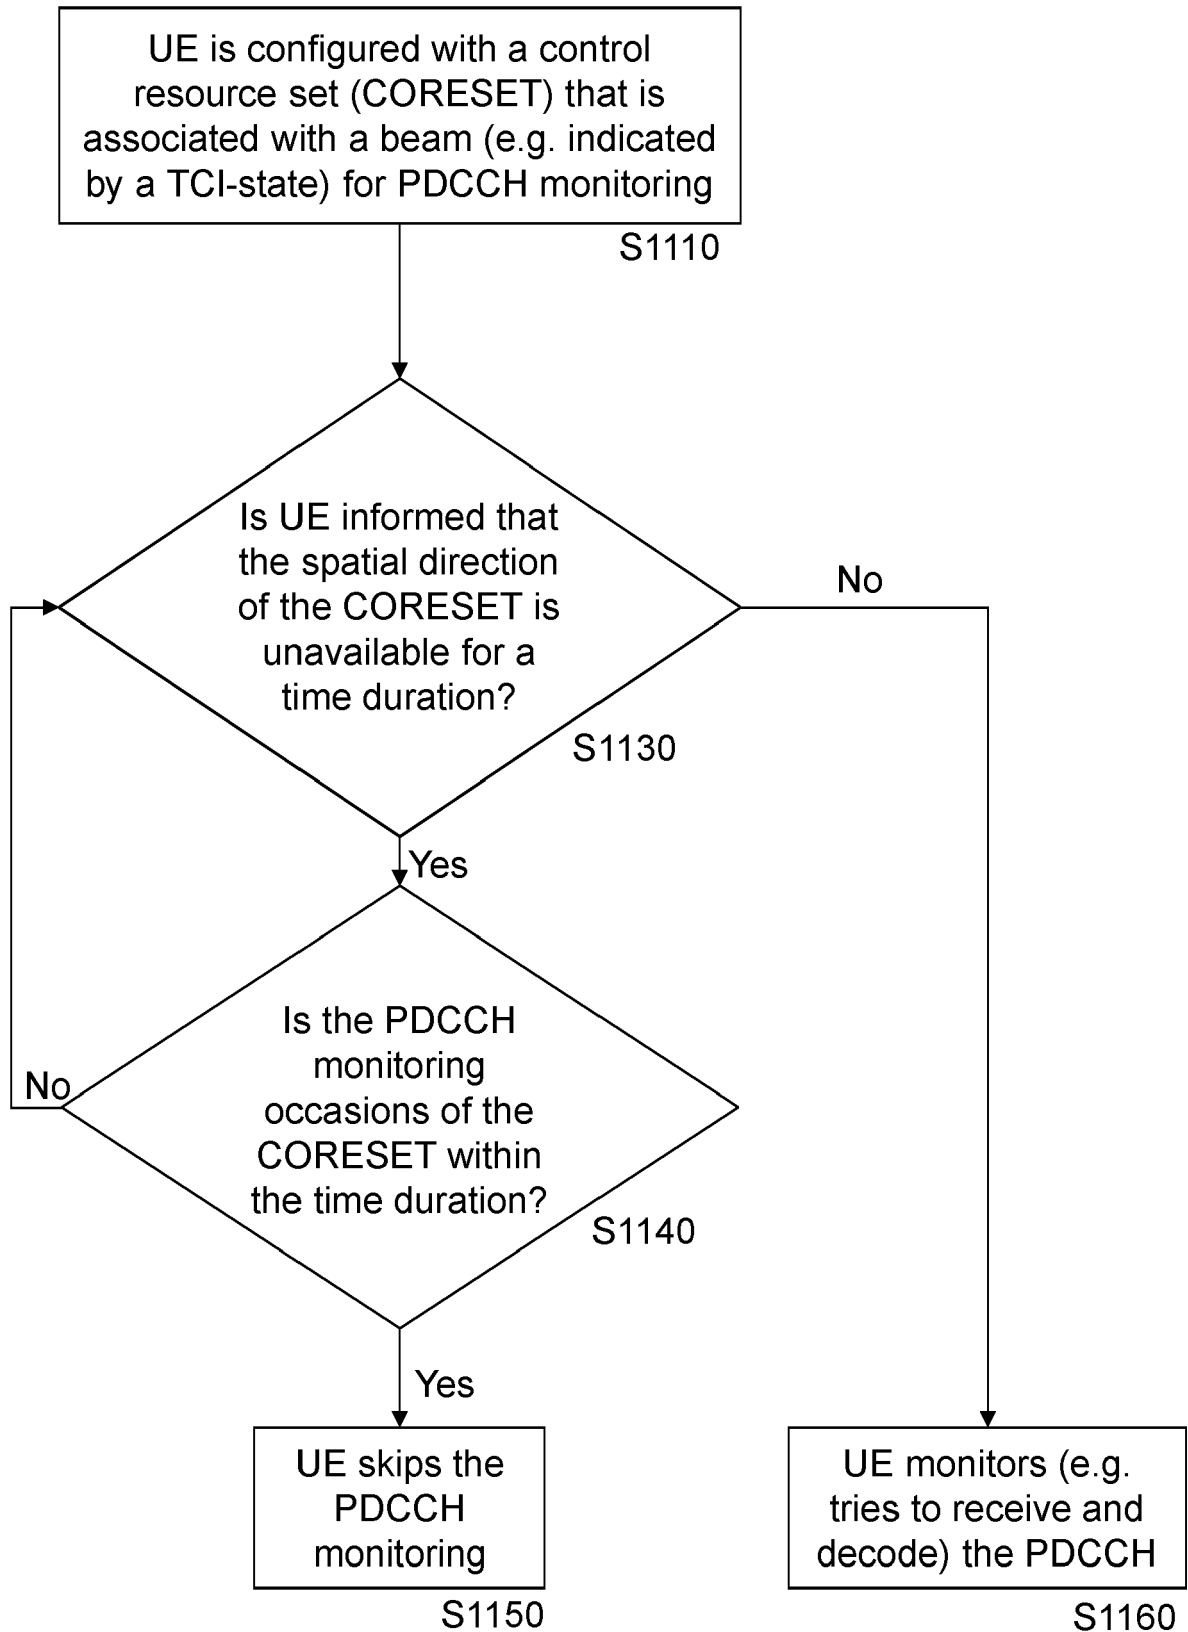 UE is configured with a control
resource set (CORESET) that is
associated with a beam (e.g. indicated
by a TCI-state) for PDCCH monitoring
S1110
Is UE informed that
the spatial direction
of the CORESET is
unavailable for a
time duration?
No
S1130
Yes
Is the PDCCH
monitoring
occasions of the
CORESET within
the time duration?
No
S1140
Yes
UE skips the
PDCCH
monitoring
S1150
UE monitors (e.g.
tries to receive and
decode) the PDCCH
S1160